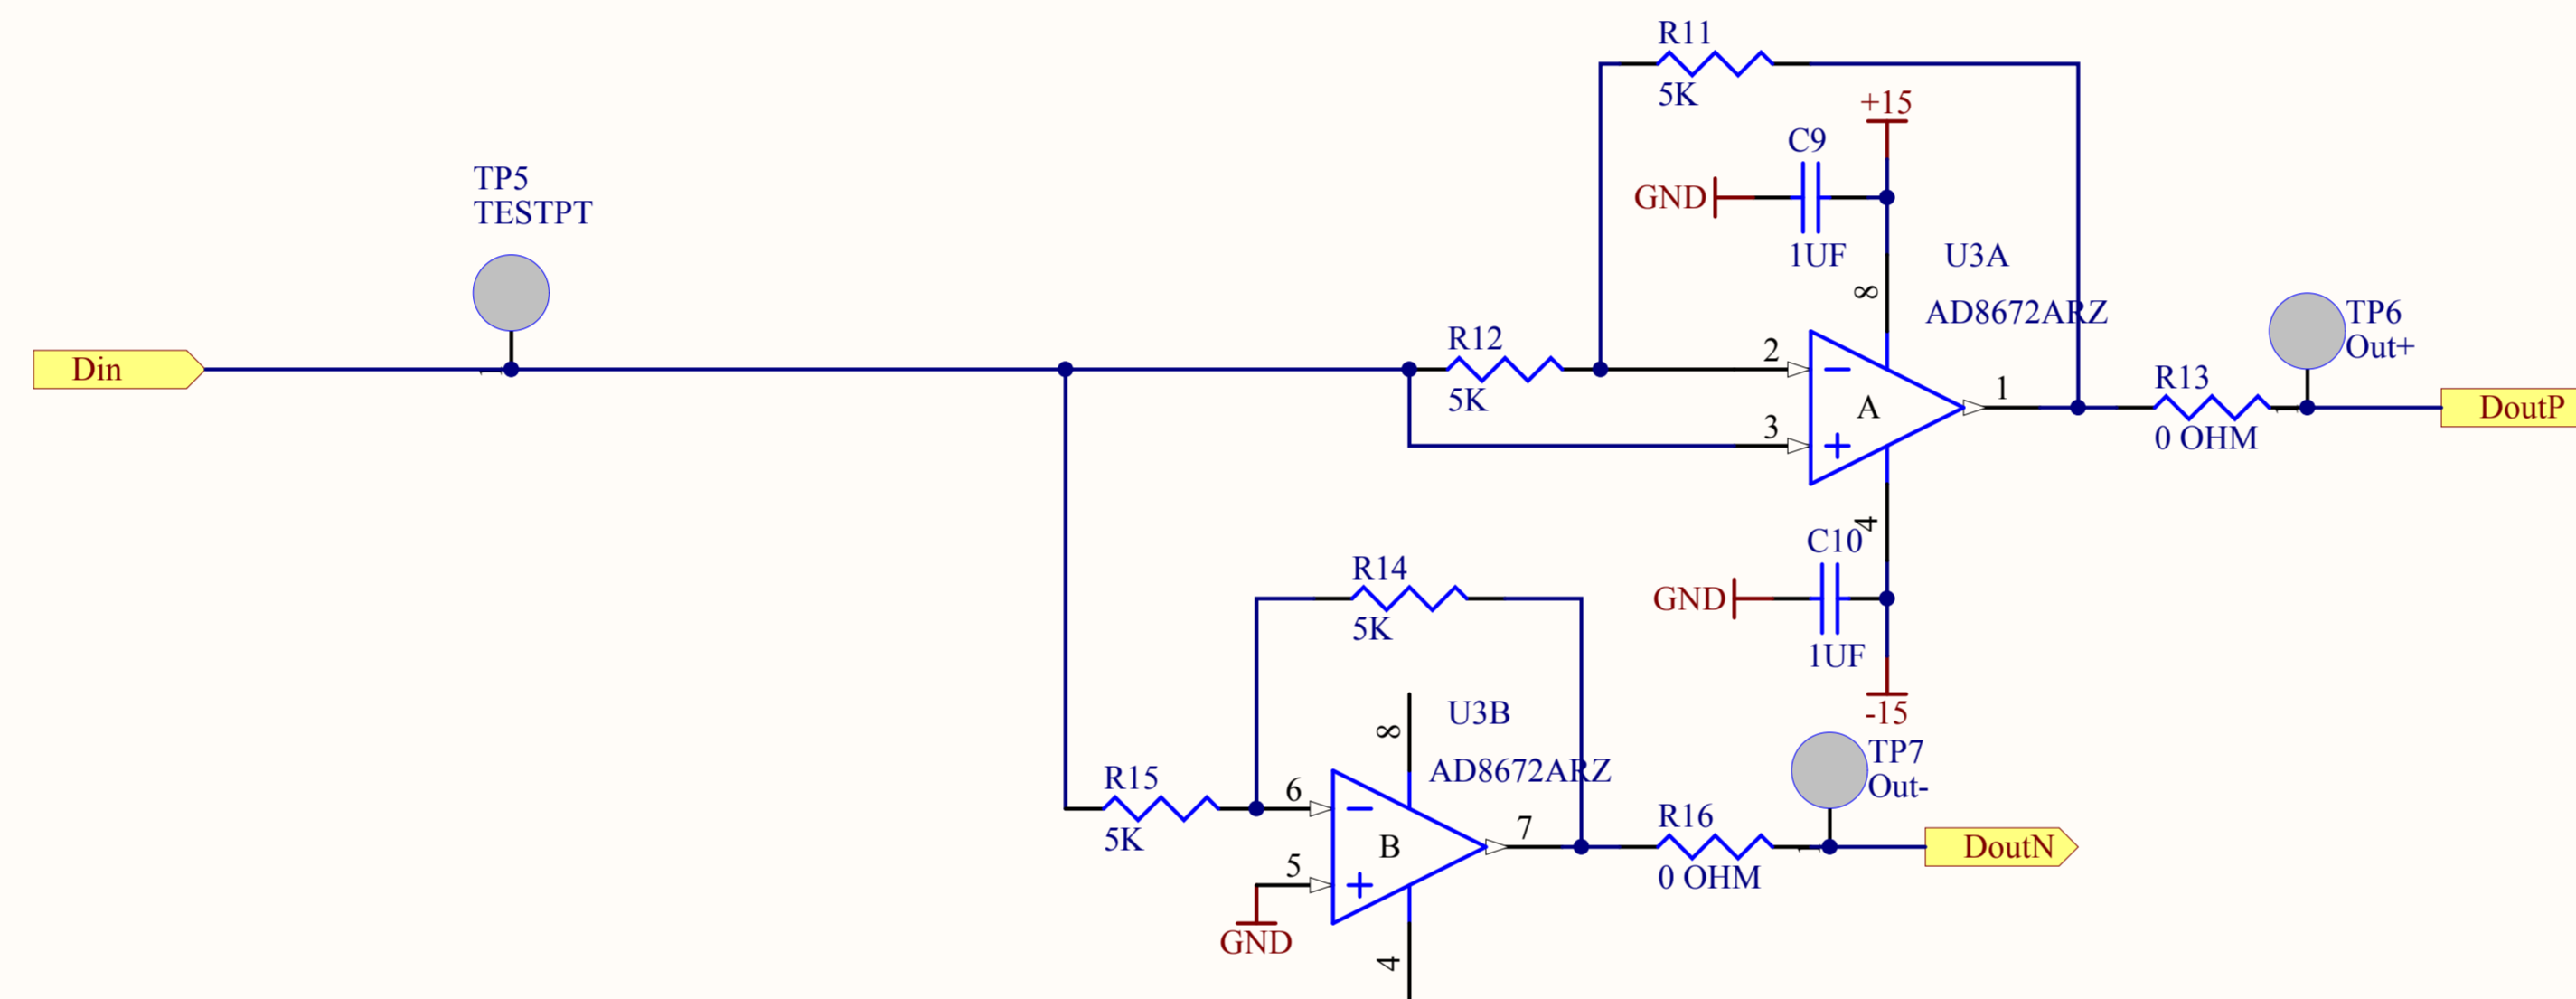 R11
5K
+15
C9
GND
1UF
8
U3A
AD8672ARZ
TP5
TESTPT
Din
R12
5K
2
3
A
1
R13
0 OHM
TP6
Out+
DoutP
4
C10
GND
1UF
-15
R14
5K
8
U3B
AD8672ARZ
R15
5K
6
5
B
7
GND
4
R16
0 OHM
TP7
Out-
DoutN